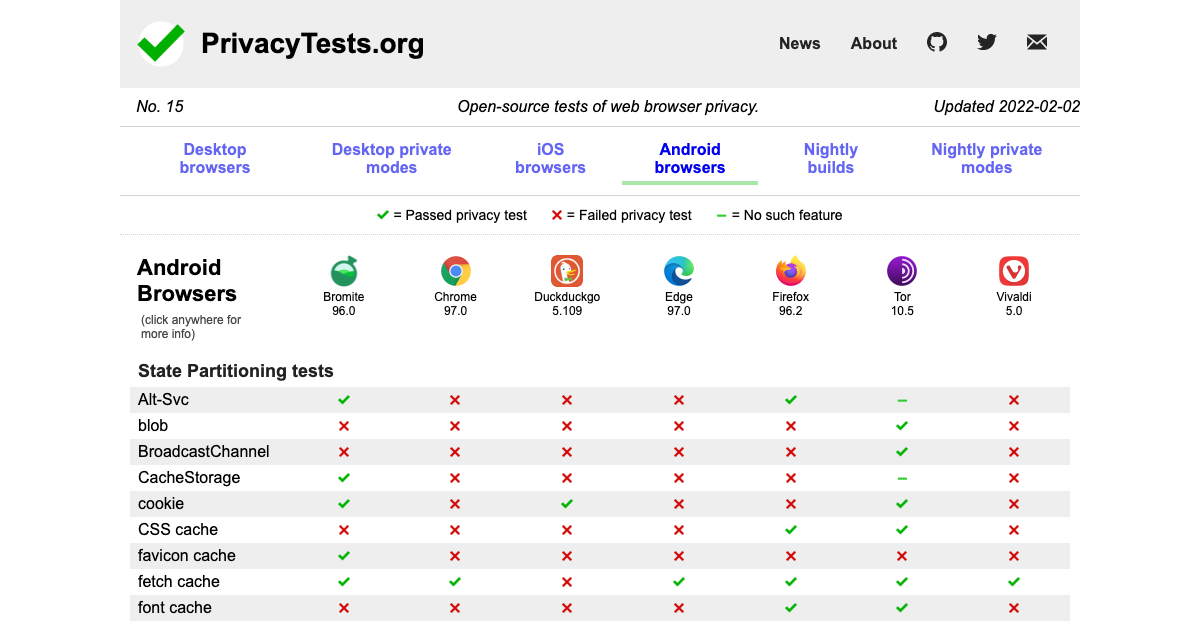 PrivacyTests.org
News About
No. 15 Open-source tests of web browser privacy. Updated 2022-02-02
Desktop browsers
Desktop private modes
iOS browsers
Android browsers
Nightly builds
Nightly private modes
✓ = Passed privacy test ✕ = Failed privacy test – = No such feature
Android
Browsers
(click anywhere for
more info)
Bromite
96.0
Chrome
97.0
Duckduckgo
5.109
Edge
97.0
Firefox
96.2
Tor
10.5
Vivaldi
5.0
State Partitioning tests
Alt-Svc
blob
BroadcastChannel
CacheStorage
cookie
CSS cache
favicon cache
fetch cache
font cache